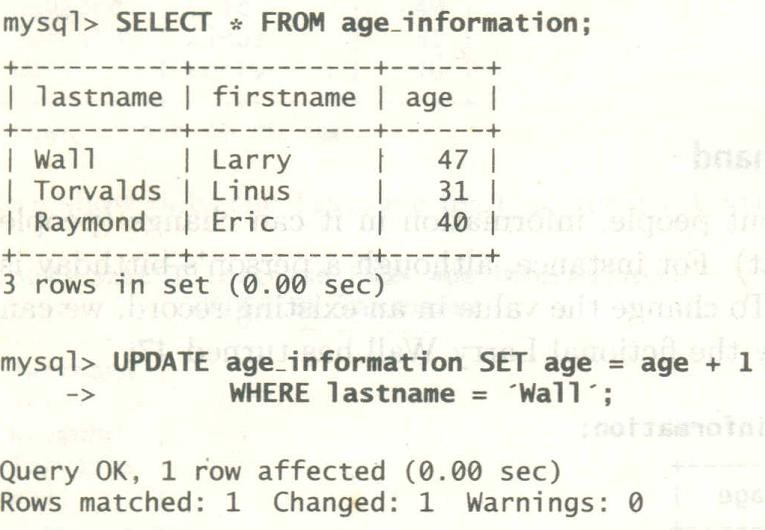 mysql> SELECT * FROM age_information;
+----------+-----------+------+
| lastname | firstname | age  |
+----------+-----------+------+
| Wall     | Larry     |   47 |
| Torvalds | Linus     |   31 |
| Raymond  | Eric      |   40 |
+----------+-----------+------+
3 rows in set (0.00 sec)
mysql> UPDATE age_information SET age = age + 1
    ->        WHERE lastname = ´Wall´;
Query OK, 1 row affected (0.00 sec)
Rows matched: 1  Changed: 1  Warnings: 0